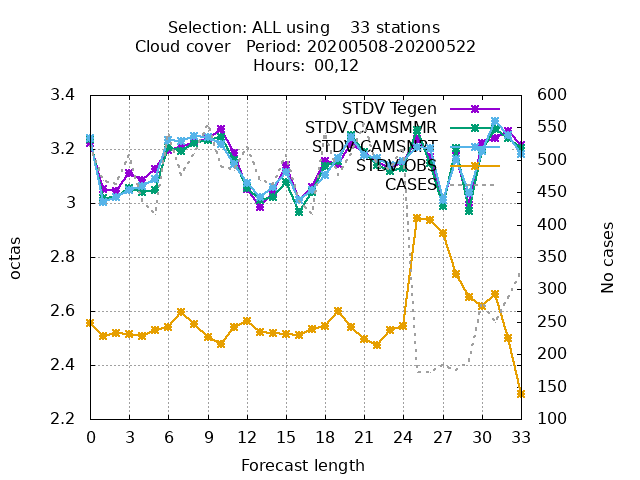 Selection: ALL using    33 stations
Cloud cover   Period: 20200508-20200522
Hours:  00,12
3.4
3.2
3
2.8
2.6
2.4
2.2
octas
600
550
500
450
400
350
300
250
200
150
100
No cases
STDV Tegen
STDV CAMSMMR
STDV CAMSMRT
STDV OBS
CASES
0 3 6 9 12 15 18 21 24 27 30 33
Forecast length